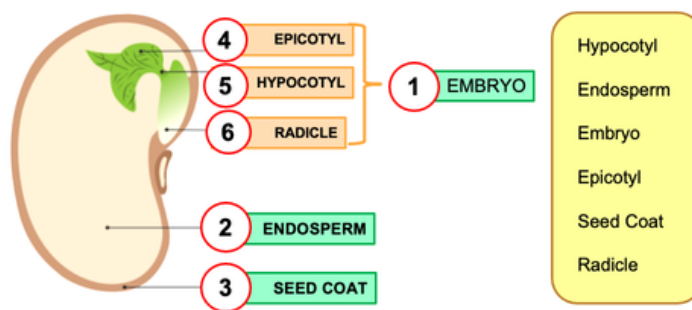 4 EPICOTYL
5 HYPOCOTYL
1 EMBRYO
6 RADICLE
2 ENDOSPERM
3 SEED COAT
Hypocotyl
Endosperm
Embryo
Epicotyl
Seed Coat
Radicle